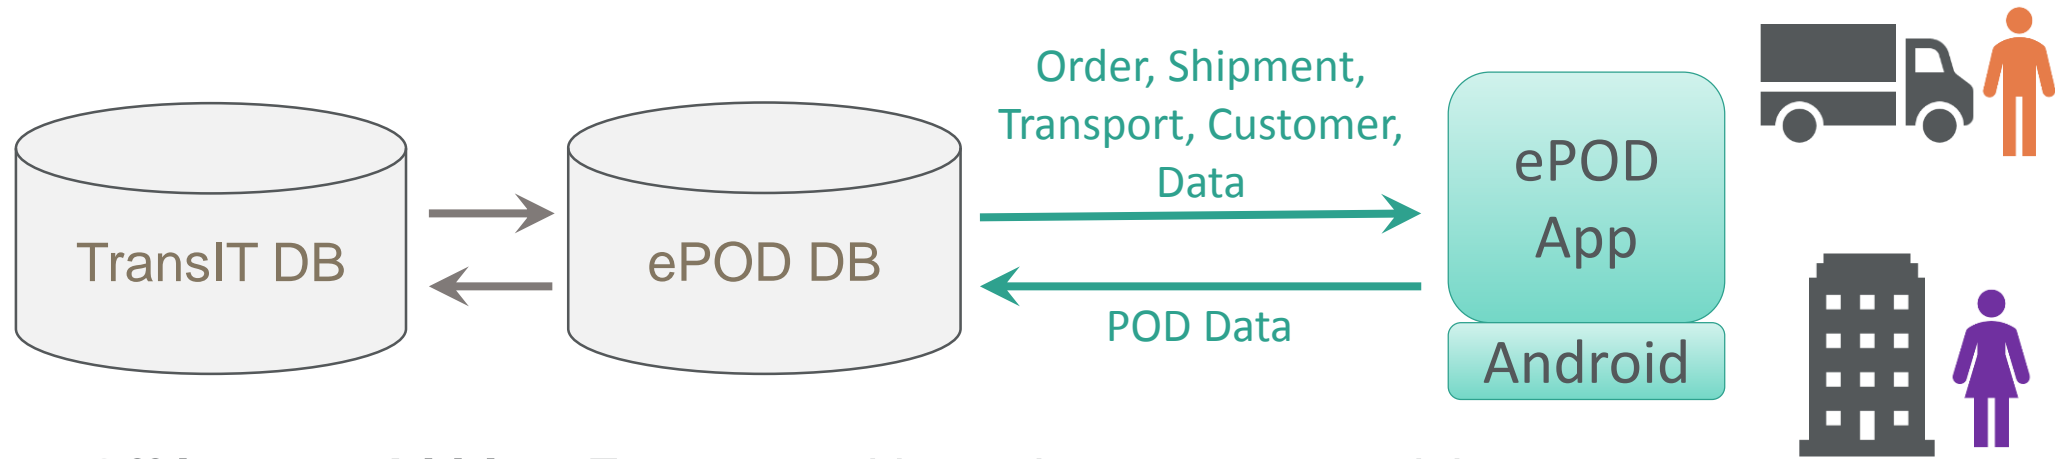 Order, Shipment,
Transport, Customer,
Data
TransIT DB
ePOD DB
POD Data
ePOD
App
Android